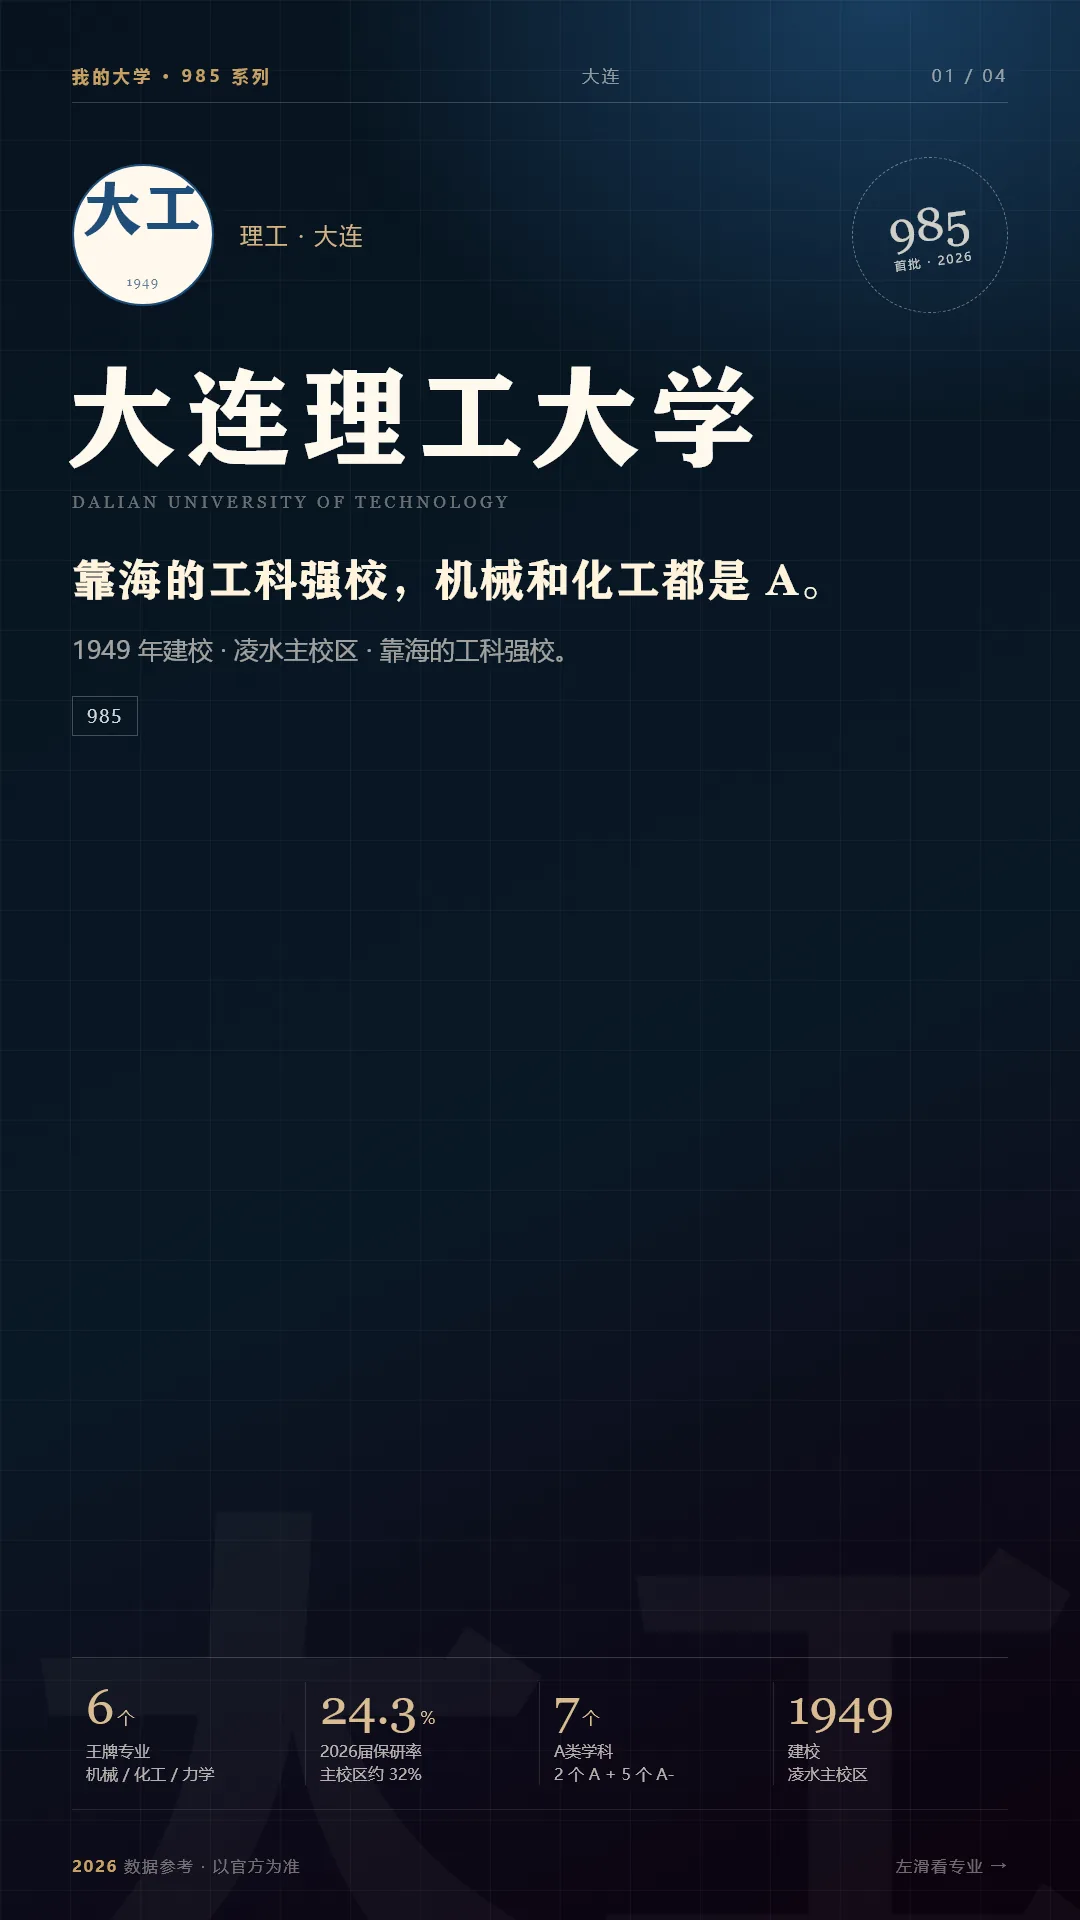 我的大学 · 985 系列
大连
01 / 04
大工
1949
理工 · 大连
985
首批 · 2026
大连理工大学
DALIAN UNIVERSITY OF TECHNOLOGY
靠海的工科强校，机械和化工都是 A。
1949 年建校 · 凌水主校区 · 靠海的工科强校。
985
大工
6个
王牌专业
机械 / 化工 / 力学
24.3%
2026届保研率
主校区约 32%
7个
A类学科
2 个 A + 5 个 A-
1949
建校
凌水主校区
2026 数据参考 · 以官方为准
左滑看专业 →